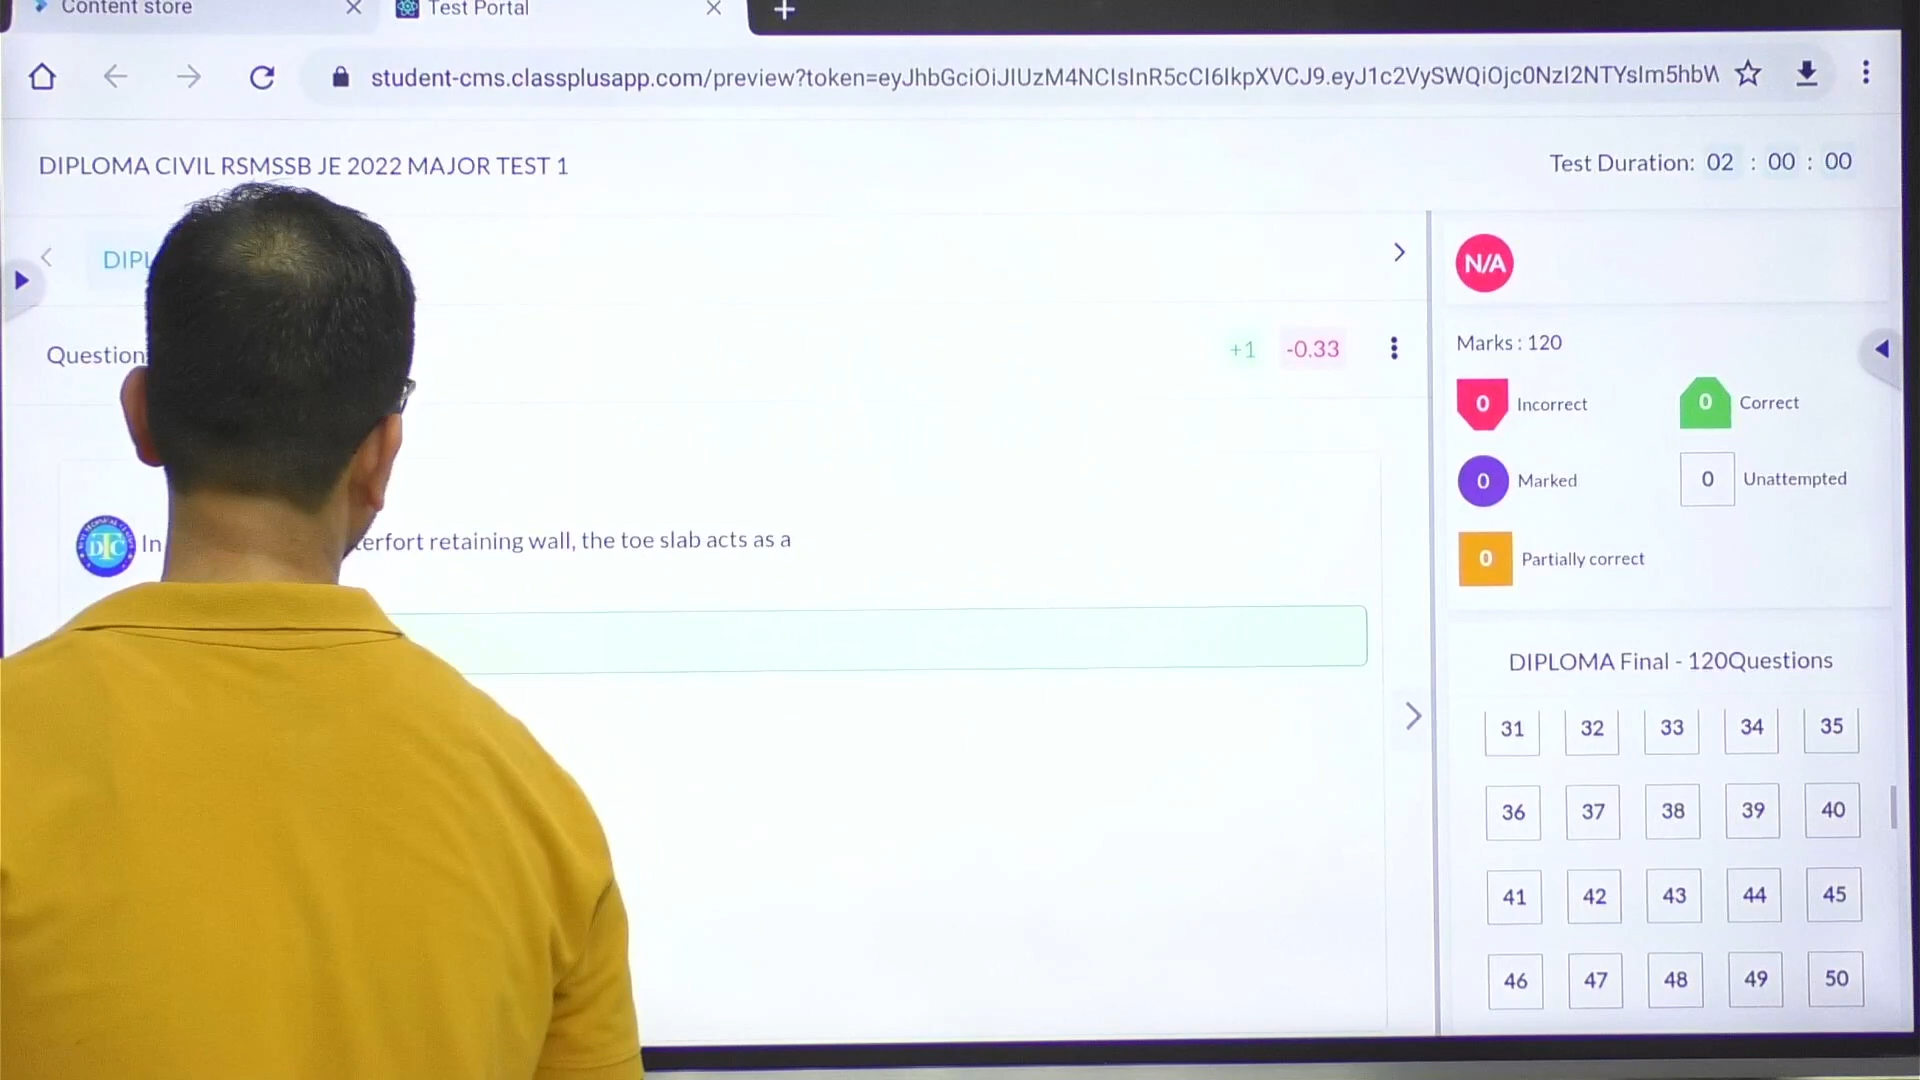 Content store
Test Portal
student-cms.classplusapp.com/preview?token=eyJhbGciOiJIUzM4NCIsInR5cCI6IkpXVCJ9.eyJ1c2VySWQiOjc0NzI2NTYsIm5hbW
DIPLOMA CIVIL RSMSSB JE 2022 MAJOR TEST 1
Test Duration: 02 : 00 : 00
DIPL
N/A
Question
+1 -0.33
Marks : 120
0 Incorrect
0 Correct
0 Marked
0 Unattempted
0 Partially correct
DTC
In
erfort retaining wall, the toe slab acts as a
DIPLOMA Final - 120Questions
31 32 33 34 35
36 37 38 39 40
41 42 43 44 45
46 47 48 49 50